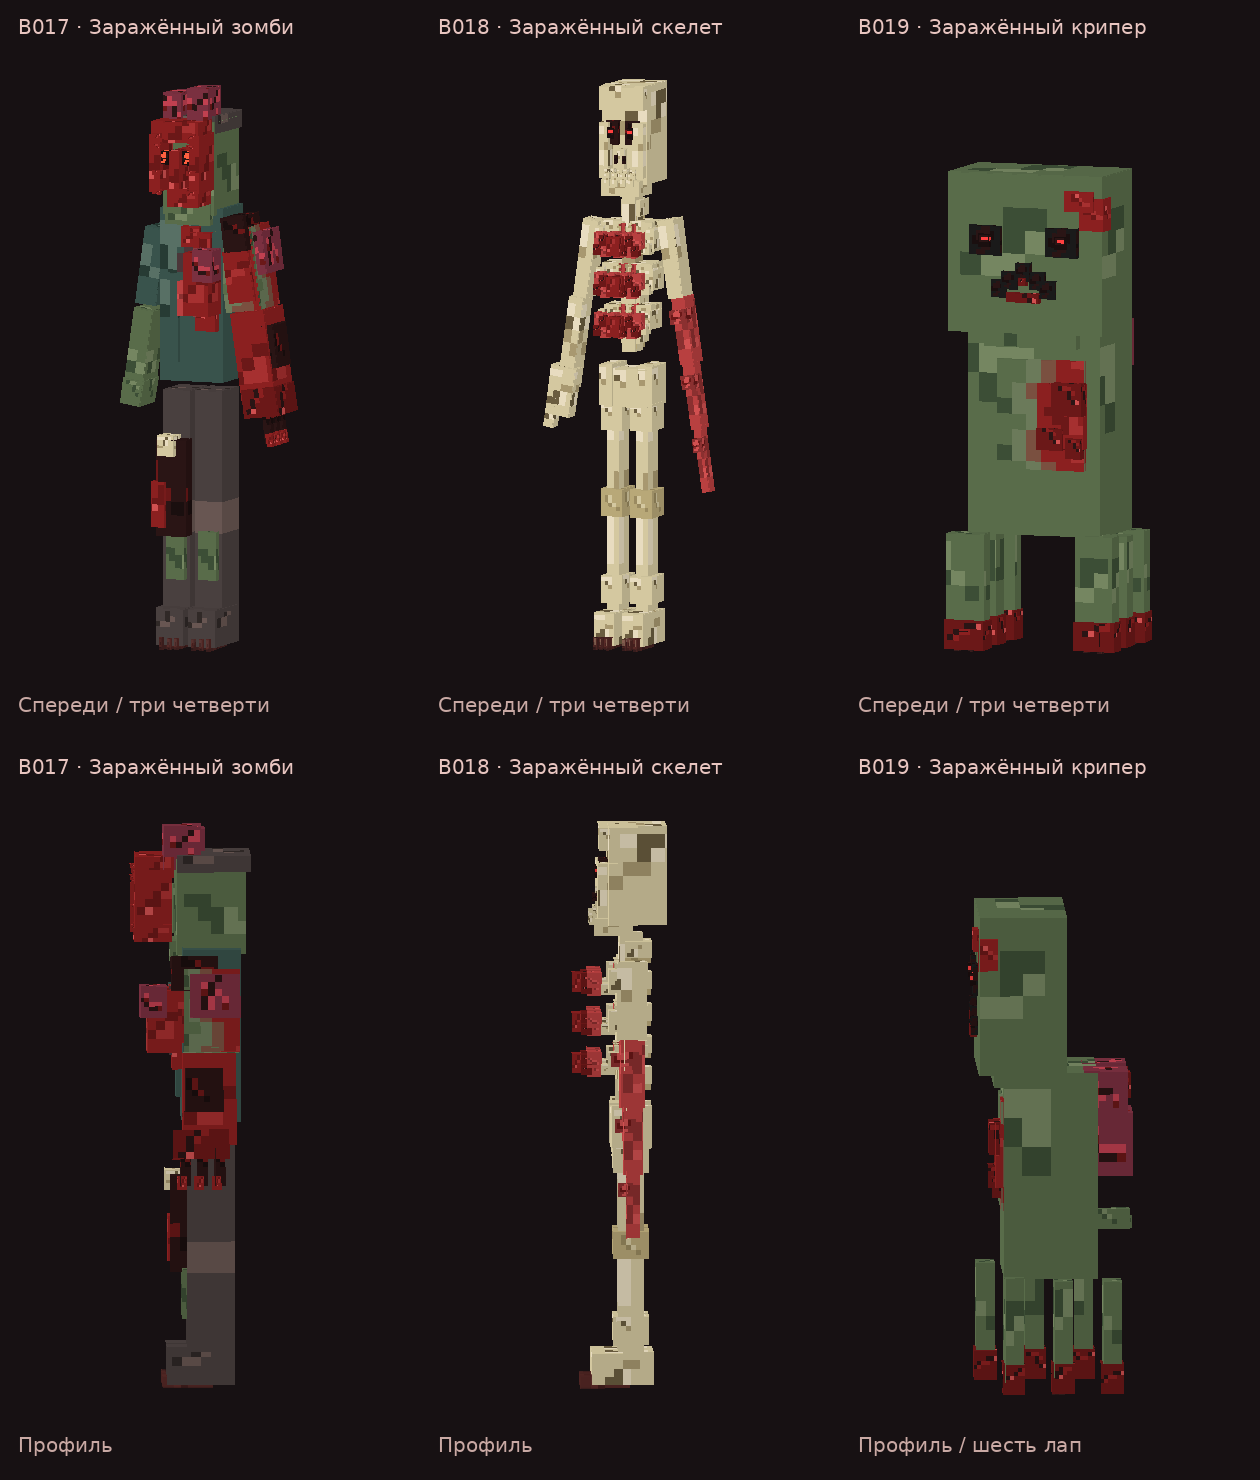 B017 · Заражённый зомби
B018 · Заражённый скелет
B019 · Заражённый крипер
Спереди / три четверти
Спереди / три четверти
Спереди / три четверти
B017 · Заражённый зомби
B018 · Заражённый скелет
B019 · Заражённый крипер
Профиль
Профиль
Профиль / шесть лап